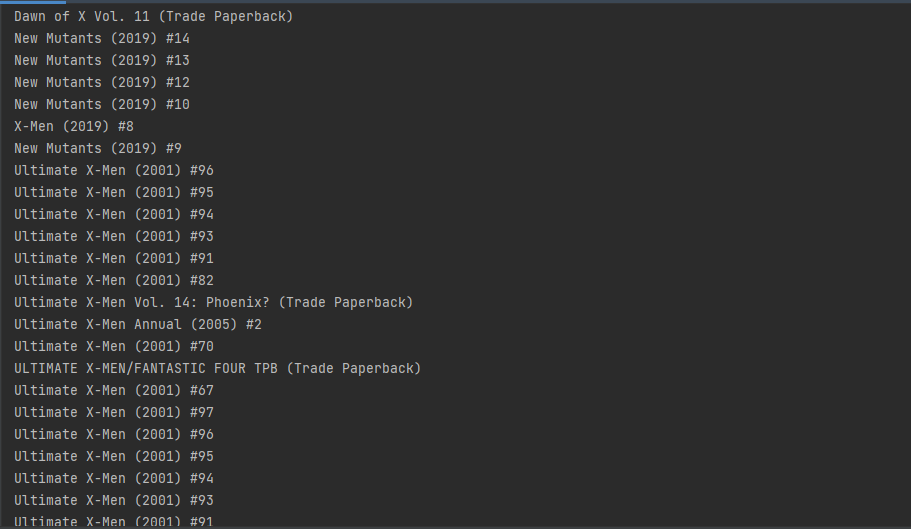 Dawn of X Vol. 11 (Trade Paperback)
New Mutants (2019) #14
New Mutants (2019) #13
New Mutants (2019) #12
New Mutants (2019) #10
X-Men (2019) #8
New Mutants (2019) #9
Ultimate X-Men (2001) #96
Ultimate X-Men (2001) #95
Ultimate X-Men (2001) #94
Ultimate X-Men (2001) #93
Ultimate X-Men (2001) #91
Ultimate X-Men (2001) #82
Ultimate X-Men Vol. 14: Phoenix? (Trade Paperback)
Ultimate X-Men Annual (2005) #2
Ultimate X-Men (2001) #70
ULTIMATE X-MEN/FANTASTIC FOUR TPB (Trade Paperback)
Ultimate X-Men (2001) #67
Ultimate X-Men (2001) #97
Ultimate X-Men (2001) #96
Ultimate X-Men (2001) #95
Ultimate X-Men (2001) #94
Ultimate X-Men (2001) #93
Ultimate X-Men (2001) #91